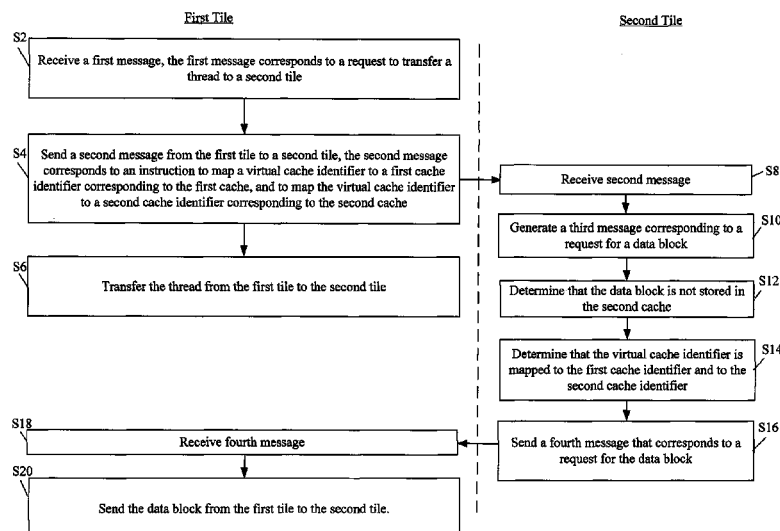 First Tile
Second Tile
S2
Receive a first message, the first message corresponds to a request to transfer a
thread to a second tile
S4
Send a second message from the first tile to a second tile, the second message
corresponds to an instruction to map a virtual cache identifier to a first cache
identifier corresponding to the first cache, and to map the virtual cache identifier
to a second cache identifier corresponding to the second cache
S6
Transfer the thread from the first tile to the second tile
S8
Receive second message
S10
Generate a third message corresponding to a
request for a data block
S12
Determine that the data block is not stored in
the second cache
S14
Determine that the virtual cache identifier is
mapped to the first cache identifier and to the
second cache identifier
S16
Send a fourth message that corresponds to a
request for the data block
S18
Receive fourth message
S20
Send the data block from the first tile to the second tile.